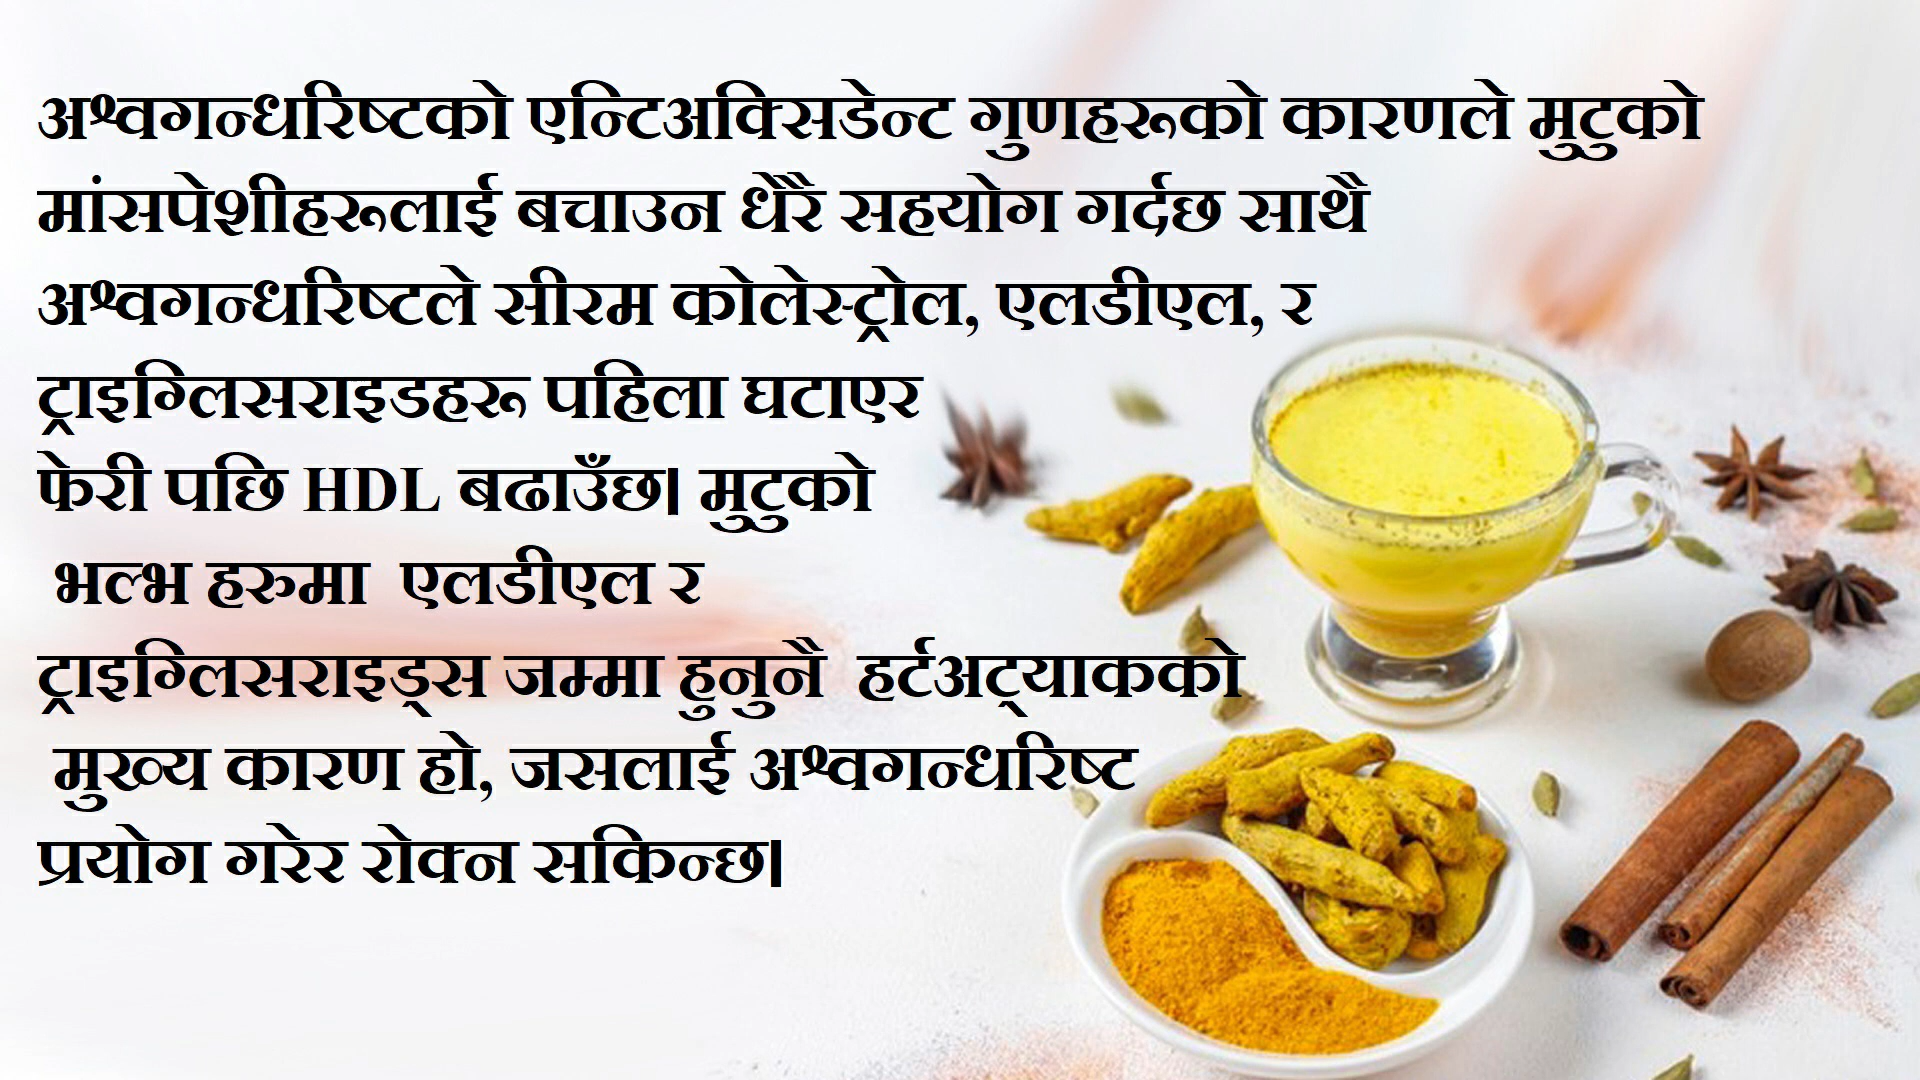 अश्वगन्धरिष्टको एन्टिअक्सिडेन्ट गुणहरूको कारणले मुटुको
मांसपेशीहरूलाई बचाउन धेरै सहयोग गर्दछ साथै
अश्वगन्धरिष्टले सीरम कोलेस्ट्रोल, एलडीएल, र
ट्राइग्लिसराइडहरू पहिला घटाएर
फेरी पछि HDL बढाउँछ। मुटुको
भल्भ हरुमा  एलडीएल र
ट्राइग्लिसराइड्स जम्मा हुनुनै  हर्टअट्याकको
मुख्य कारण हो, जसलाई अश्वगन्धरिष्ट
प्रयोग गरेर रोक्न सकिन्छ।